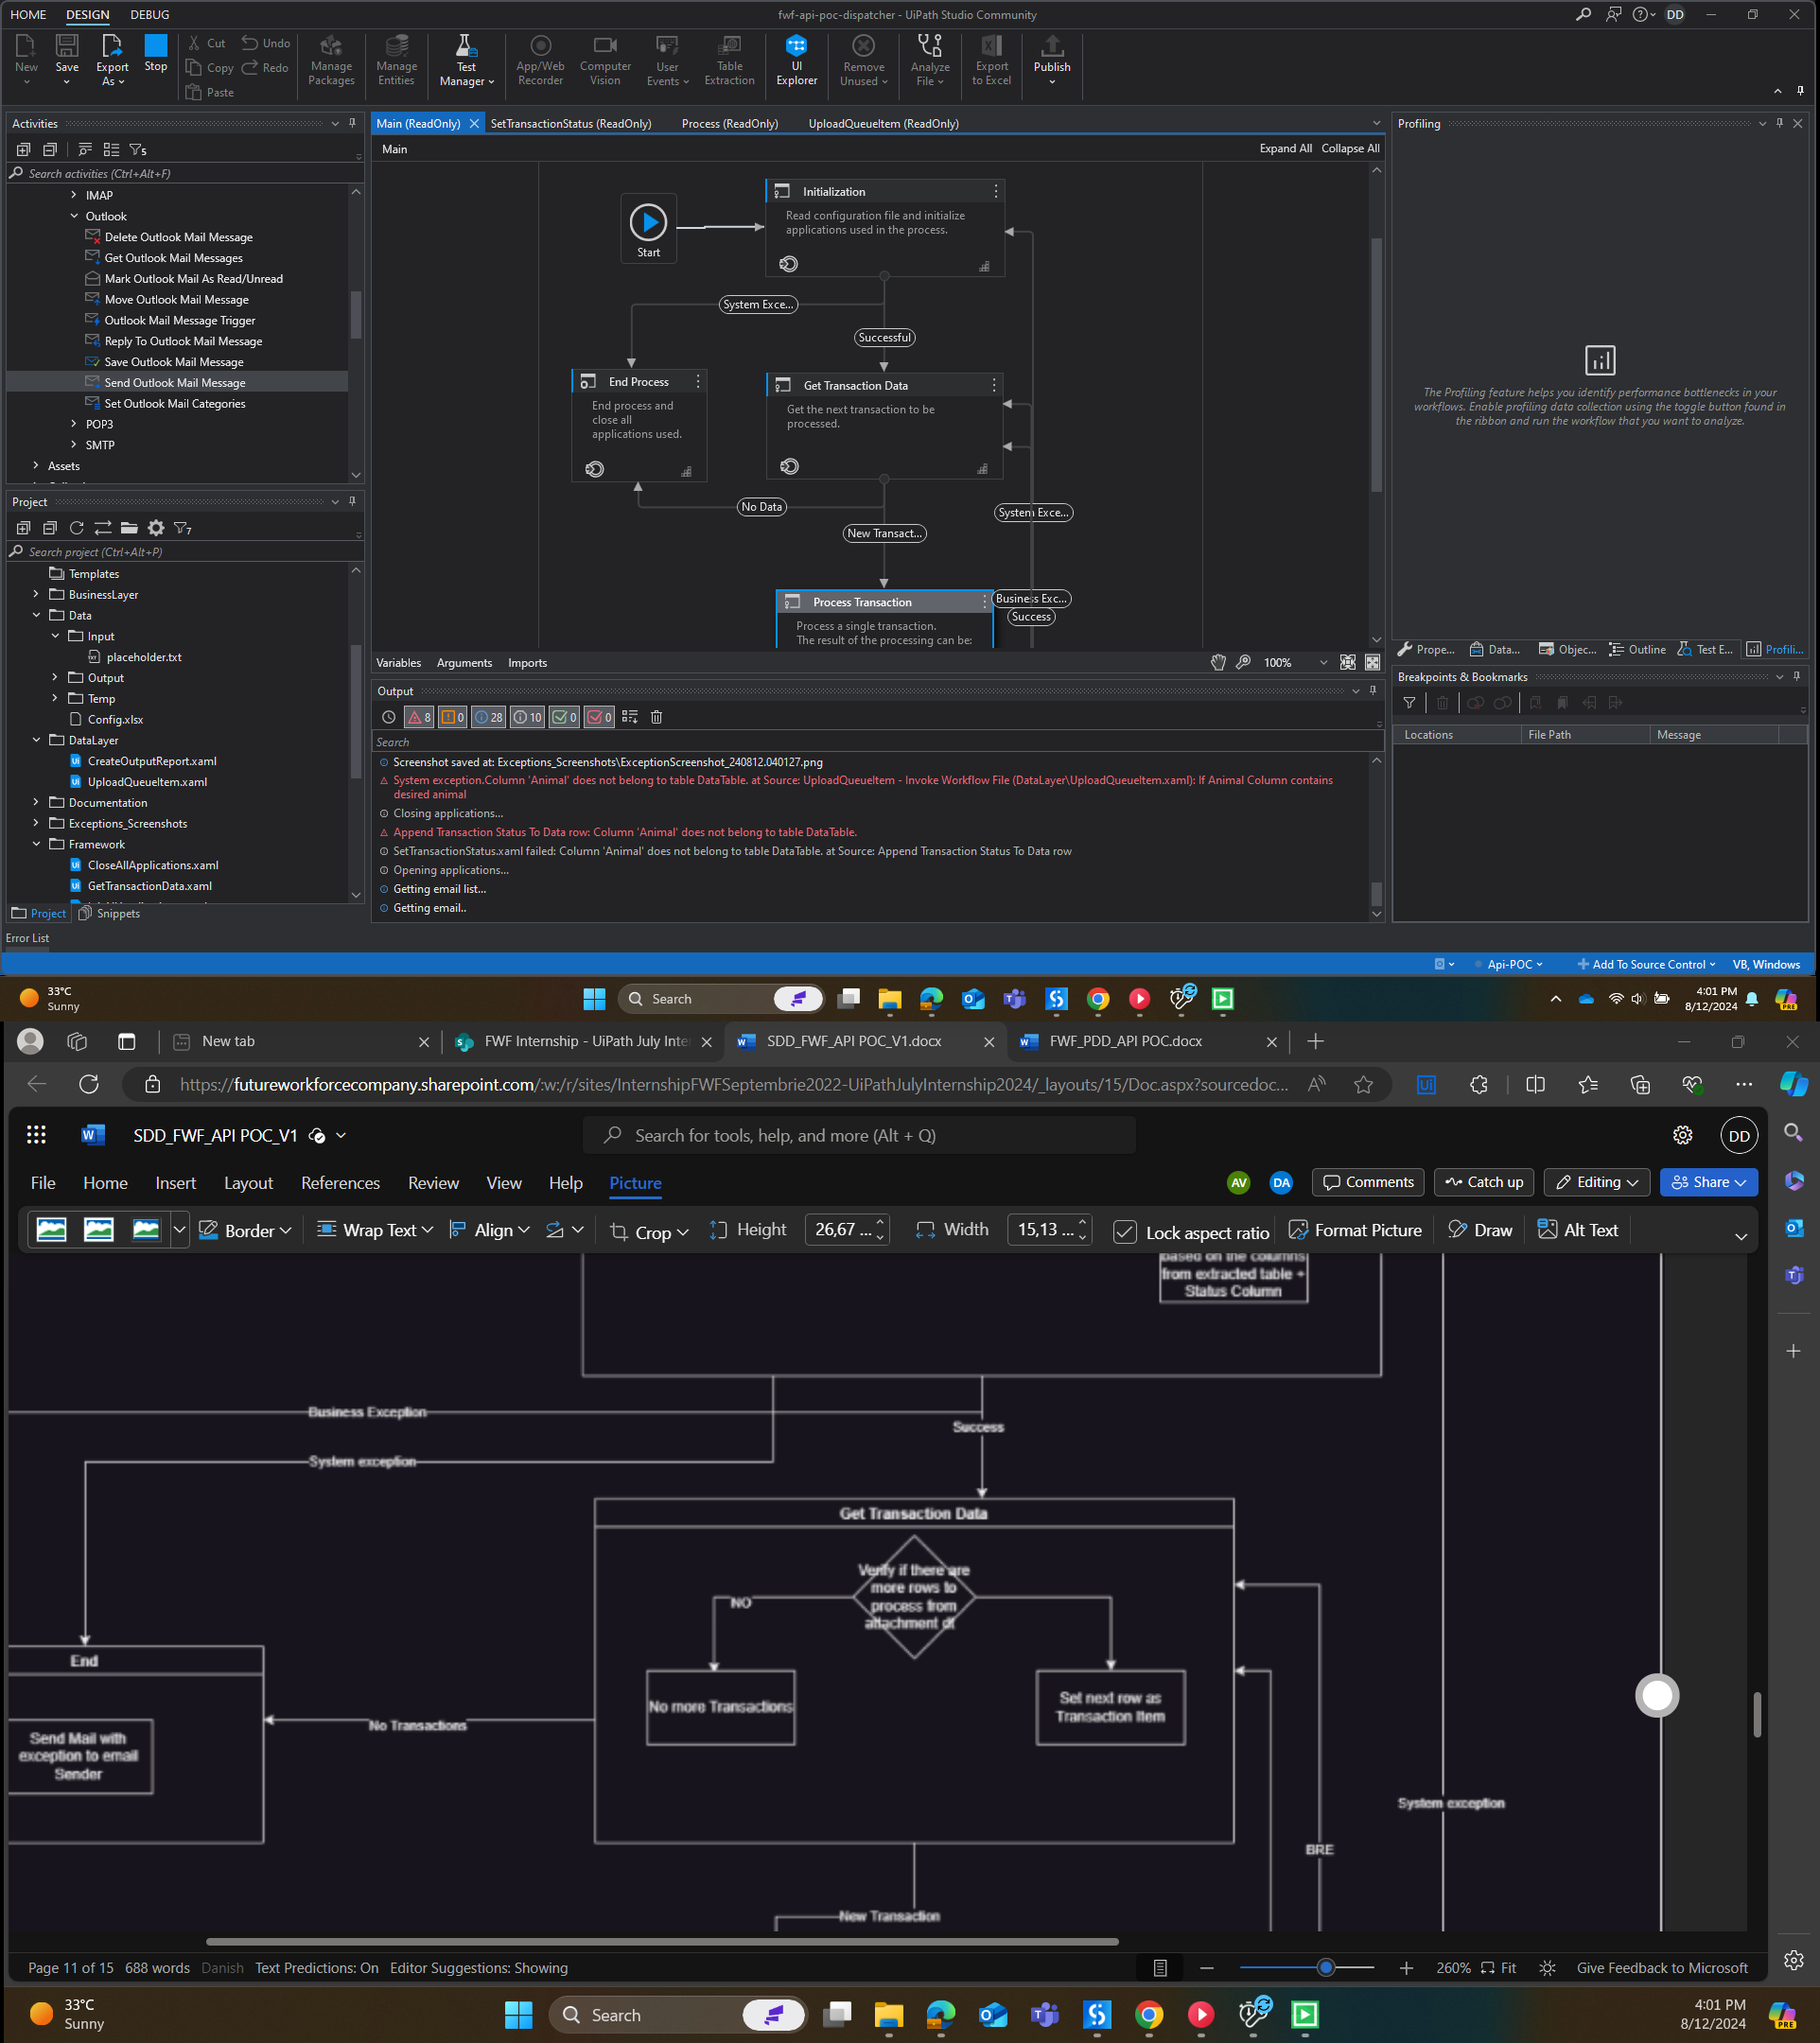 HOME DESIGN DEBUG
fwf-api-poc-dispatcher - UiPath Studio Community
DD
New Save Export As Stop
Cut Undo
Copy Redo
Paste
Manage Packages
Manage Entities
Test Manager
App/Web Recorder
Computer Vision
User Events
Table Extraction
UI Explorer
Remove Unused
Analyze File
Export to Excel
Publish
Activities
Search activities (Ctrl+Alt+F)
IMAP
Outlook
Delete Outlook Mail Message
Get Outlook Mail Messages
Mark Outlook Mail As Read/Unread
Move Outlook Mail Message
Outlook Mail Message Trigger
Reply To Outlook Mail Message
Save Outlook Mail Message
Send Outlook Mail Message
Set Outlook Mail Categories
POP3
SMTP
Assets
Project
Search project (Ctrl+Alt+P)
Templates
BusinessLayer
Data
Input
placeholder.txt
Output
Temp
Config.xlsx
DataLayer
CreateOutputReport.xaml
UploadQueueItem.xaml
Documentation
Exceptions_Screenshots
Framework
CloseAllApplications.xaml
GetTransactionData.xaml
Project Snippets
Error List
Main (ReadOnly) SetTransactionStatus (ReadOnly) Process (ReadOnly) UploadQueueItem (ReadOnly)
Main
Expand All Collapse All
Start
Initialization
Read configuration file and initialize
applications used in the process.
System Exce...
Successful
End Process
End process and
close all
applications used.
Get Transaction Data
Get the next transaction to be
processed.
No Data
System Exce...
New Transact...
Process Transaction
Process a single transaction.
The result of the processing can be:
Business Exc...
Success
Variables Arguments Imports
100%
Output
8 0 28 10 0 0
Search
Screenshot saved at: Exceptions_Screenshots\ExceptionScreenshot_240812.040127.png
System exception.Column 'Animal' does not belong to table DataTable. at Source: UploadQueueItem - Invoke Workflow File (DataLayer\UploadQueueItem.xaml): If Animal Column contains
desired animal
Closing applications...
Append Transaction Status To Data row: Column 'Animal' does not belong to table DataTable.
SetTransactionStatus.xaml failed: Column 'Animal' does not belong to table DataTable. at Source: Append Transaction Status To Data row
Opening applications...
Getting email list...
Getting email..
Profiling
The Profiling feature helps you identify performance bottlenecks in your
workflows. Enable profiling data collection using the toggle button found in
the ribbon and run the workflow that you want to analyze.
Prope... Data... Objec... Outline Test E... Profili...
Breakpoints & Bookmarks
Locations File Path Message
Api-POC Add To Source Control VB, Windows
33°C
Sunny
Search
4:01 PM
8/12/2024
New tab
FWF Internship - UiPath July Inte
SDD_FWF_API POC_V1.docx
FWF_PDD_API POC.docx
https://futureworkforcecompany.sharepoint.com/:w:/r/sites/InternshipFWFSeptembrie2022-UiPathJulyInternship2024/_layouts/15/Doc.aspx?sourcedoc...
SDD_FWF_API POC_V1
Search for tools, help, and more (Alt + Q)
DD
File Home Insert Layout References Review View Help Picture
AV DA Comments Catch up Editing Share
Border Wrap Text Align Crop Height 26,67 ... Width 15,13 ... Lock aspect ratio Format Picture Draw Alt Text
based on the columns
from extracted table +
Status Column
Business Exception
Success
System exception
Get Transaction Data
Verify if there are
more rows to
process from
attachment dt
NO
No more Transactions
Set next row as
Transaction Item
End
No Transactions
Send Mail with
exception to email
Sender
System exception
BRE
New Transaction
Page 11 of 15 688 words Danish Text Predictions: On Editor Suggestions: Showing
260% Fit Give Feedback to Microsoft
33°C
Sunny
Search
4:01 PM
8/12/2024